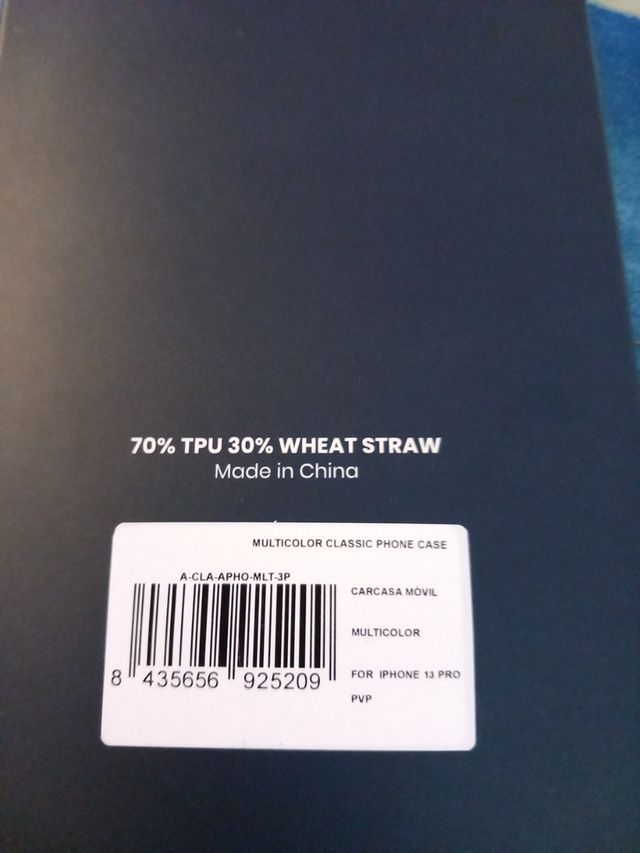 70% TPU 30% WHEAT STRAW
Made in China
MULTICOLOR CLASSIC PHONE CASE
A-CLA-APHO-MLT-3P
CARCASA MÓVIL
MULTICOLOR
FOR IPHONE 13 PRO
PVP
8 435656 925209